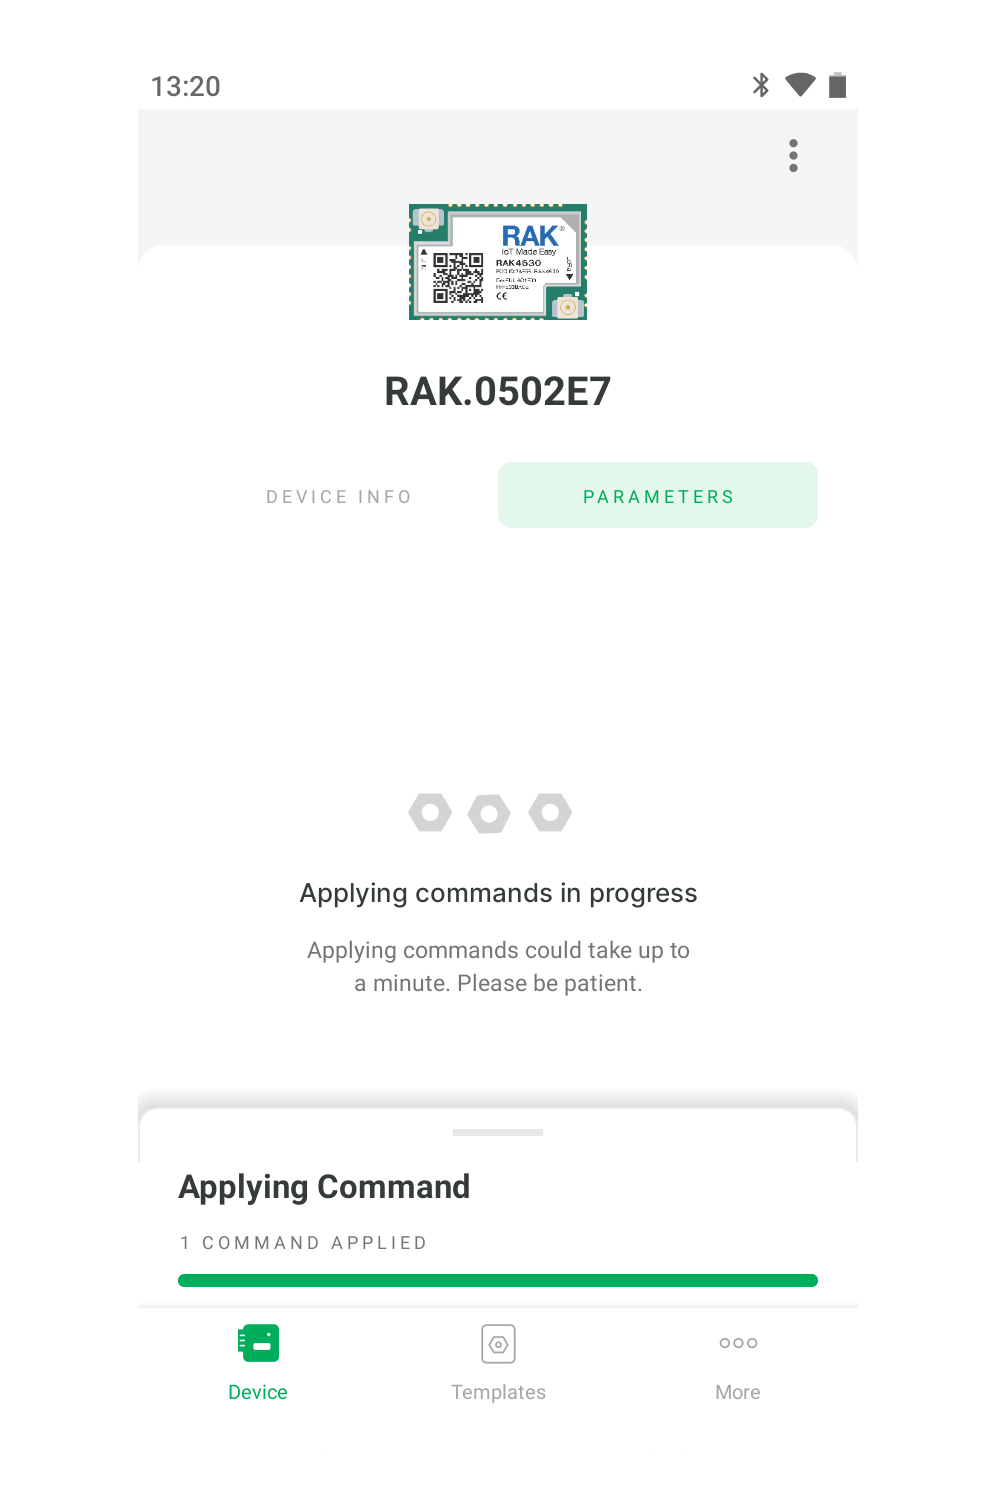 13:20
RAK®
IoT Made Easy
RAK4630
RAK.0502E7
DEVICE INFO
PARAMETERS
Applying commands in progress
Applying commands could take up to
a minute. Please be patient.
Applying Command
1 COMMAND APPLIED
Device
Templates
More